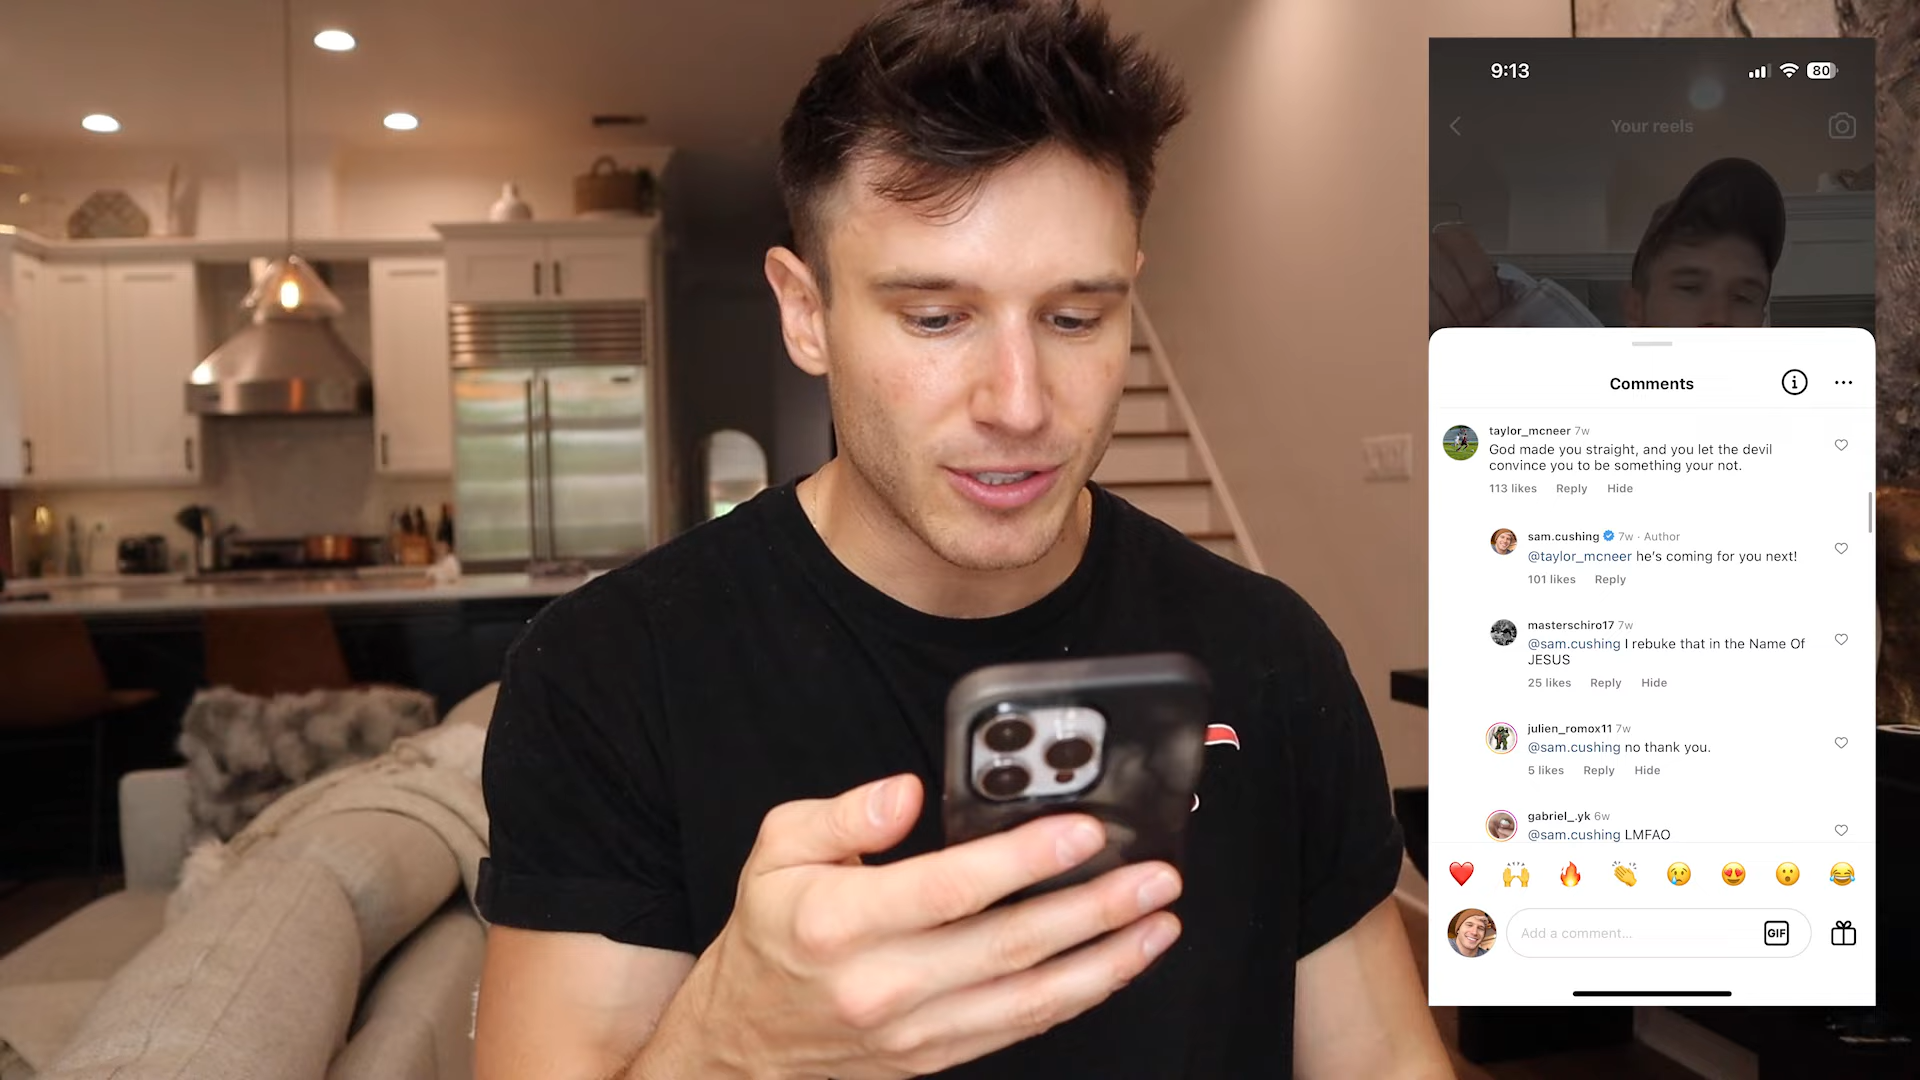 9:13
80
Your reels
Comments
taylor_mcneer 7w
God made you straight, and you let the devil
convince you to be something your not.
113 likes Reply Hide
sam.cushing 7w · Author
@taylor_mcneer he's coming for you next!
101 likes Reply
masterschiro17 7w
@sam.cushing I rebuke that in the Name Of
JESUS
25 likes Reply Hide
julien_romox11 7w
@sam.cushing no thank you.
5 likes Reply Hide
gabriel_.yk 6w
@sam.cushing LMFAO
Add a comment...
GIF